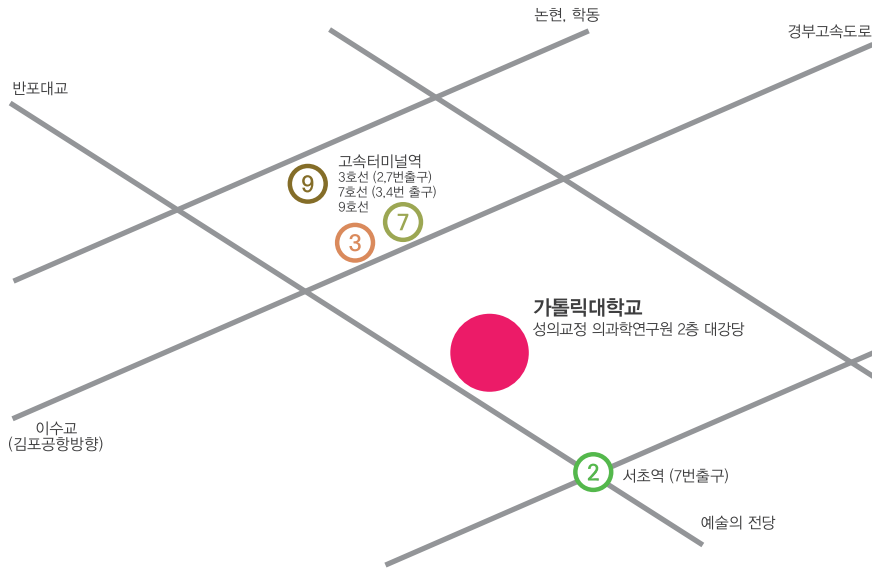 논현, 학동
경부고속도로
반포대교
고속터미널역
3호선 (2,7번출구)
7호선 (3,4번 출구)
9호선
9
7
3
가톨릭대학교
성의교정 의과학연구원 2층 대강당
이수교
(김포공항방향)
2
서초역 (7번출구)
예술의 전당